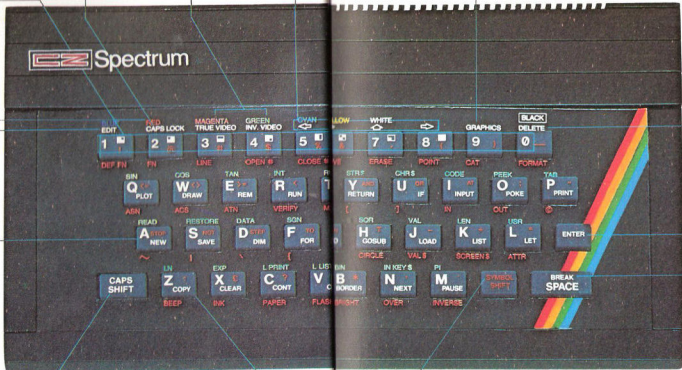 CZ Spectrum
BLUE RED MAGENTA GREEN CYAN WHITE BLACK
EDIT CAPS LOCK TRUE VIDEO INV. VIDEO GRAPHICS DELETE
1 2 3 4 5 7 8 9 0
DEF FN FN LINE OPEN # CLOSE # ERASE POINT CAT FORMAT
SIN COS TAN INT STR $ CHR $ CODE PEEK TAB
Q W E R Y U I O P
PLOT DRAW REM RUN RETURN IF INPUT POKE PRINT
ASN ACS ATN VERIFY [ ] IN OUT ©
READ RESTORE DATA SGN SQR VAL LEN USR
A S D F H J K L ENTER
NEW SAVE DIM FOR GOSUB LOAD LIST LET
~ | \ { CIRCLE VAL $ SCREEN $ ATTR
LN EXP L PRINT L LIST BIN IN KEY $ PI
CAPS SHIFT Z X C V B N M SYMBOL SHIFT BREAK SPACE
COPY CLEAR CONT BORDER NEXT PAUSE
BEEP INK PAPER FLASH BRIGHT OVER INVERSE